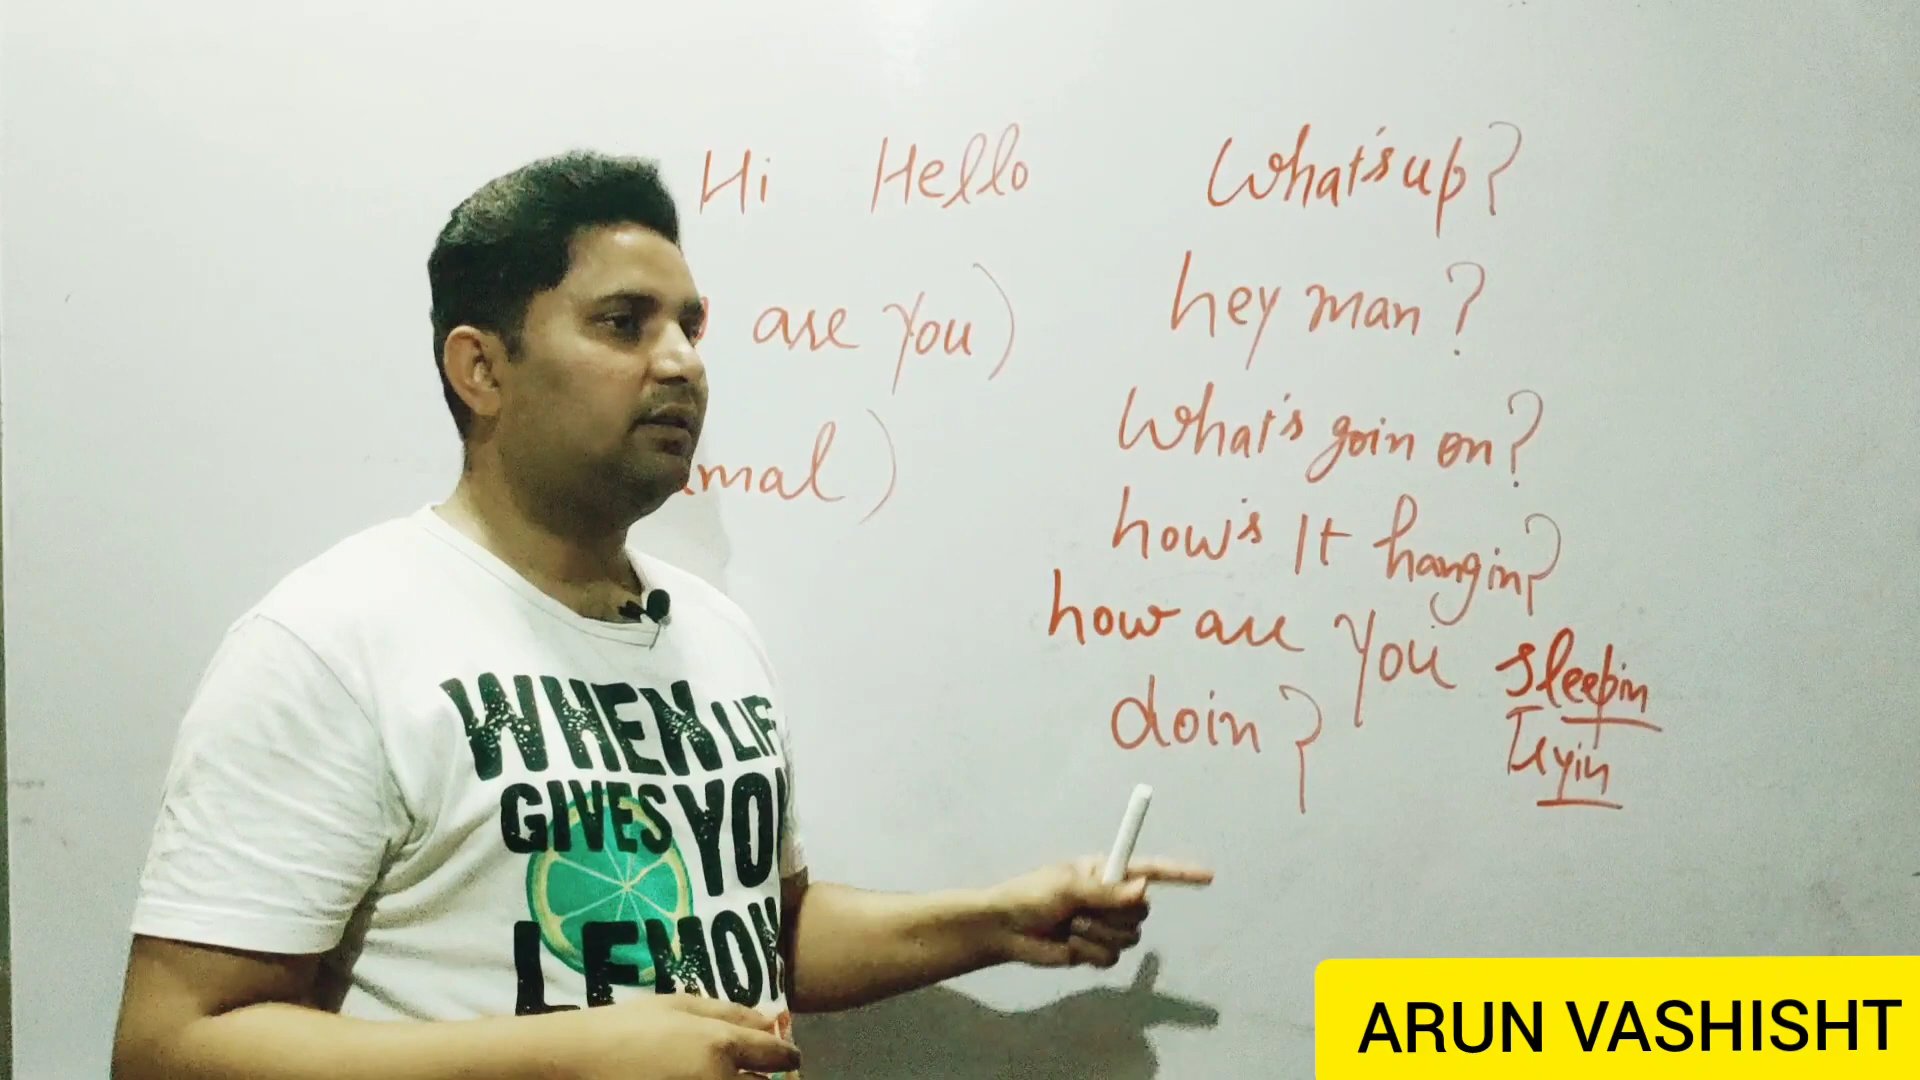 Hi Hello
are you)
mal)
What's up?
hey man?
What's goin on?
how's It hangin?
how are you
doin?
sleepin
Tryin
WHEN LIF
GIVES YOU
LEMON
ARUN VASHISHT